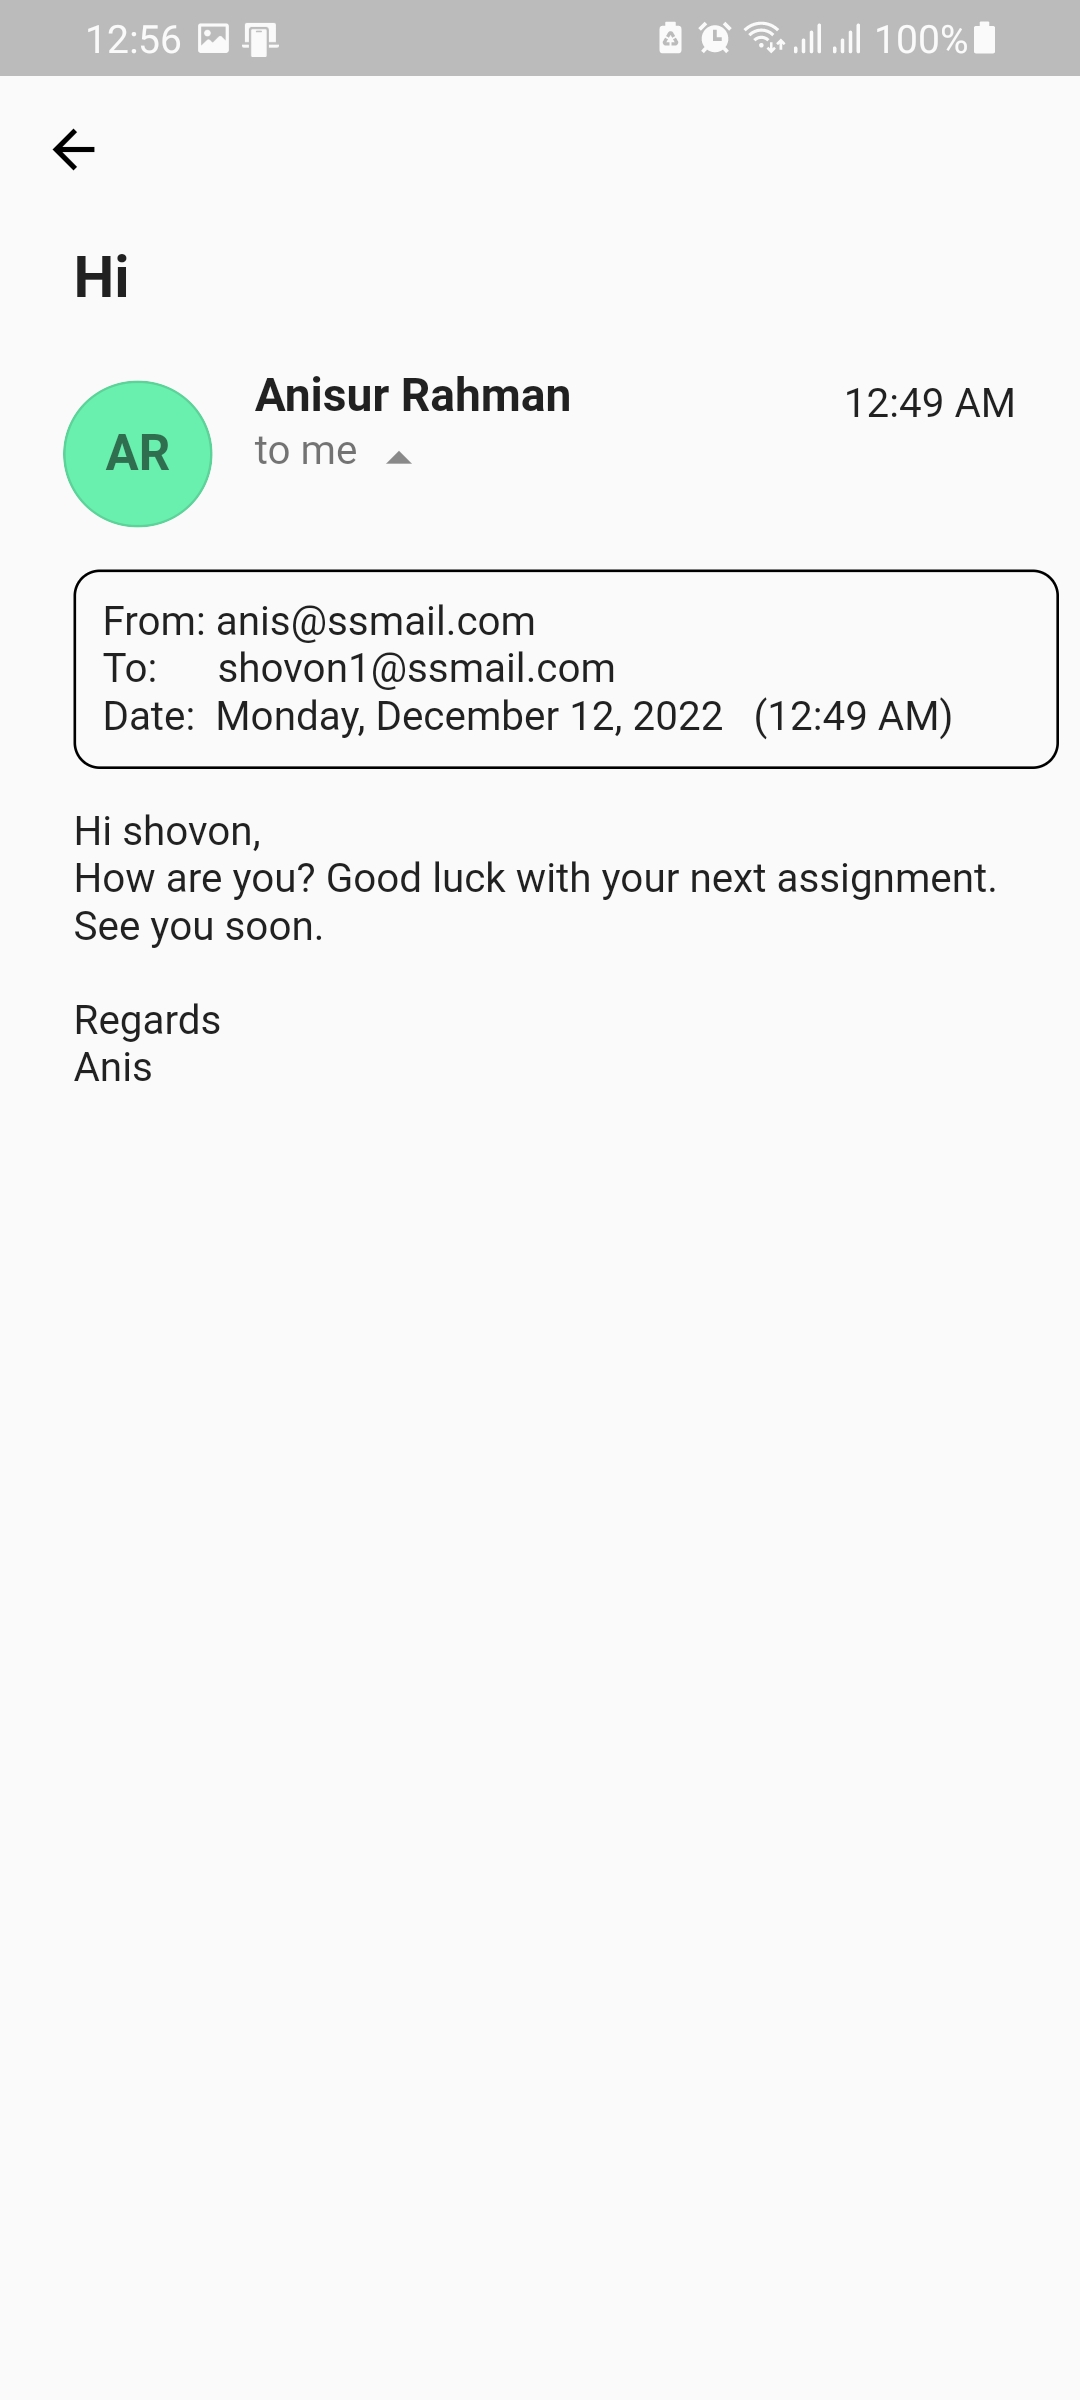 12:56 100%
Hi
AR
Anisur Rahman 12:49 AM
to me
From: anis@ssmail.com
To: shovon1@ssmail.com
Date: Monday, December 12, 2022 (12:49 AM)
Hi shovon,
How are you? Good luck with your next assignment.
See you soon.
Regards
Anis